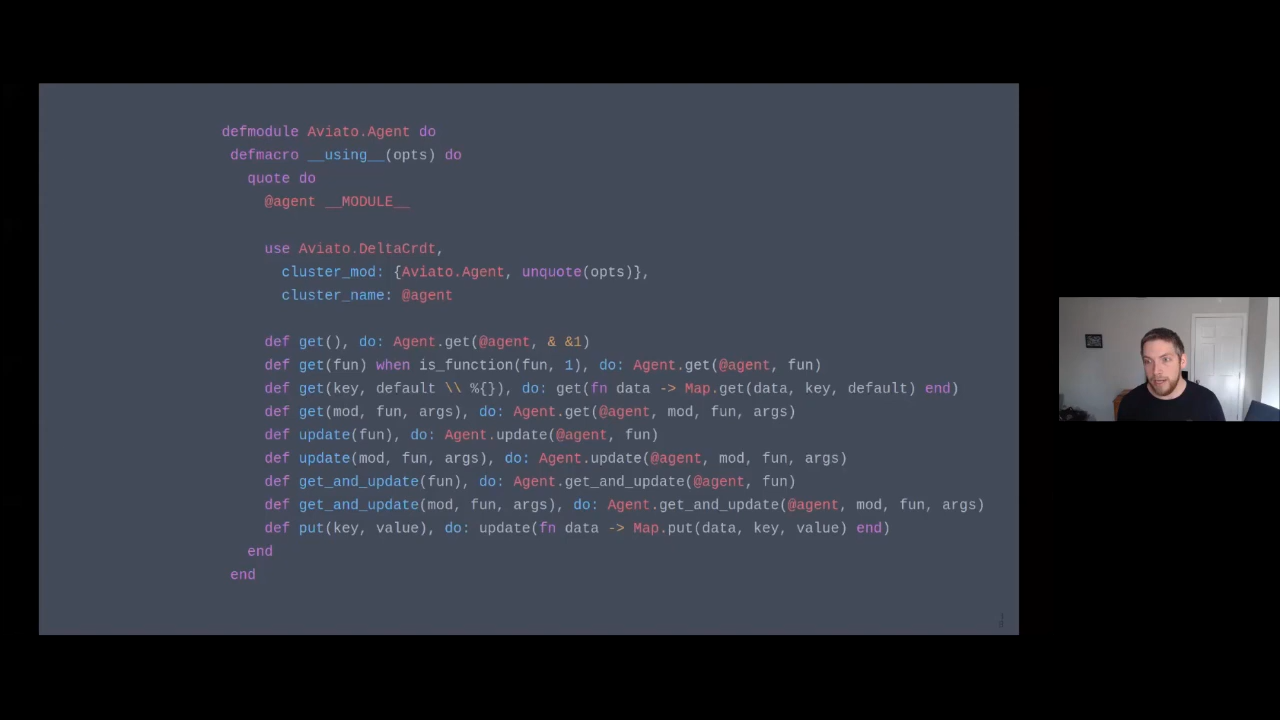 defmodule Aviato.Agent do
defmacro __using__(opts) do
quote do
@agent __MODULE__
use Aviato.DeltaCrdt,
cluster_mod: {Aviato.Agent, unquote(opts)},
cluster_name: @agent
def get(), do: Agent.get(@agent, & &1)
def get(fun) when is_function(fun, 1), do: Agent.get(@agent, fun)
def get(key, default \\ %{}), do: get(fn data -> Map.get(data, key, default) end)
def get(mod, fun, args), do: Agent.get(@agent, mod, fun, args)
def update(fun), do: Agent.update(@agent, fun)
def update(mod, fun, args), do: Agent.update(@agent, mod, fun, args)
def get_and_update(fun), do: Agent.get_and_update(@agent, fun)
def get_and_update(mod, fun, args), do: Agent.get_and_update(@agent, mod, fun, args)
def put(key, value), do: update(fn data -> Map.put(data, key, value) end)
end
end